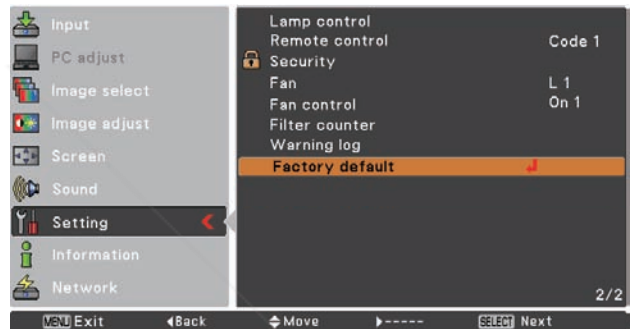 Input
PC adjust
Image select
Image adjust
Screen
Sound
Setting
Information
Network
Lamp control
Remote control Code 1
Security
Fan L 1
Fan control On 1
Filter counter
Warning log
Factory default
2/2
MENU Exit Back Move ----- SELECT Next